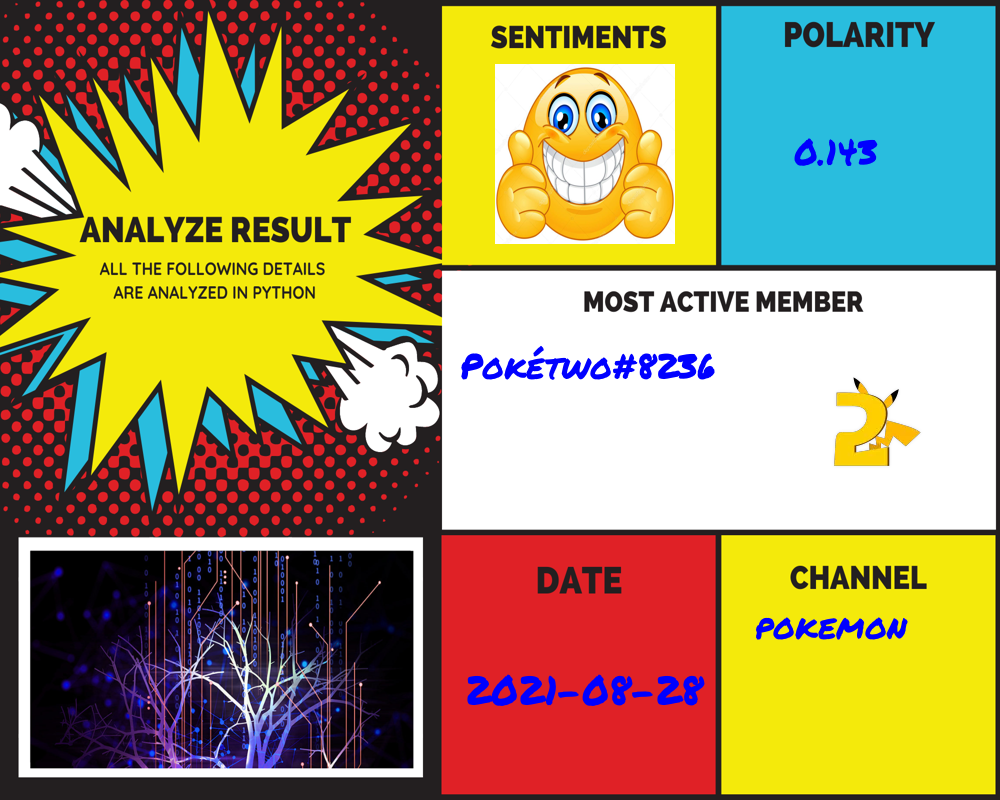 ANALYZE RESULT
ALL THE FOLLOWING DETAILS
ARE ANALYZED IN PYTHON
SENTIMENTS
POLARITY
0.143
MOST ACTIVE MEMBER
Pokétwo#8236
2
DATE
2021-08-28
CHANNEL
POKEMON